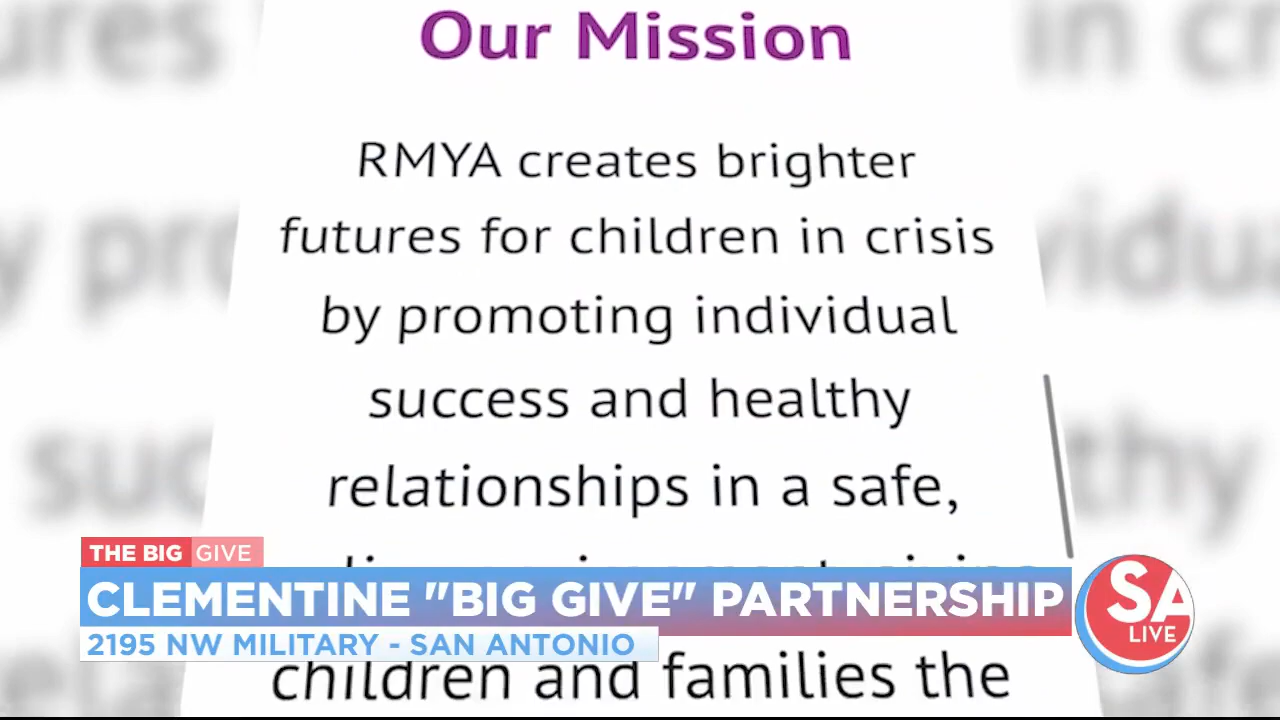 Our Mission
RMYA creates brighter
futures for children in crisis
by promoting individual
success and healthy
relationships in a safe,
THE BIG GIVE
CLEMENTINE "BIG GIVE" PARTNERSHIP
2195 NW MILITARY - SAN ANTONIO
SA
LIVE
children and families the